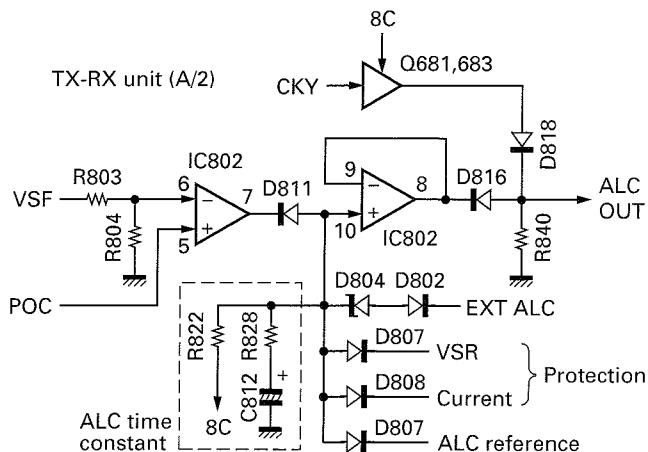 8C
TX-RX unit (A/2)
Q681,683
CKY
D818
IC802
R803
VSF
6
−
7
D811
9
−
8
D816
ALC
OUT
R804
5
+
10
+
IC802
R840
POC
D804
D802
EXT ALC
R822
R828
D807
VSR
+
C812
D808
Current
Protection
ALC time
constant
8C
D807
ALC reference